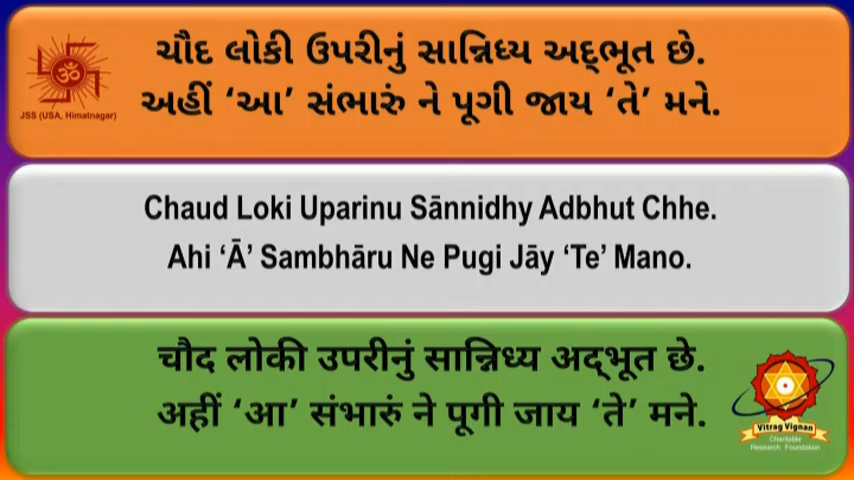 ચૌદ લોકી ઉપરીનું સાન્નિધ્ય અદ્ભૂત છે.
અહીં ‘આ’ સંભારું ને પૂગી જાય ‘તે’ મને.
JSS (USA, Himatnagar)
Chaud Loki Uparinu Sānnidhy Adbhut Chhe.
Ahi ‘Ā’ Sambhāru Ne Pugi Jāy ‘Te’ Mano.
चौद लोकी उपरीनुं सान्निध्य अद्भूत छे.
अहीं ‘आ’ संभारुं ने पूगी जाय ‘ते’ मने.
Vitrag Vignan
Charitable
Research Foundation